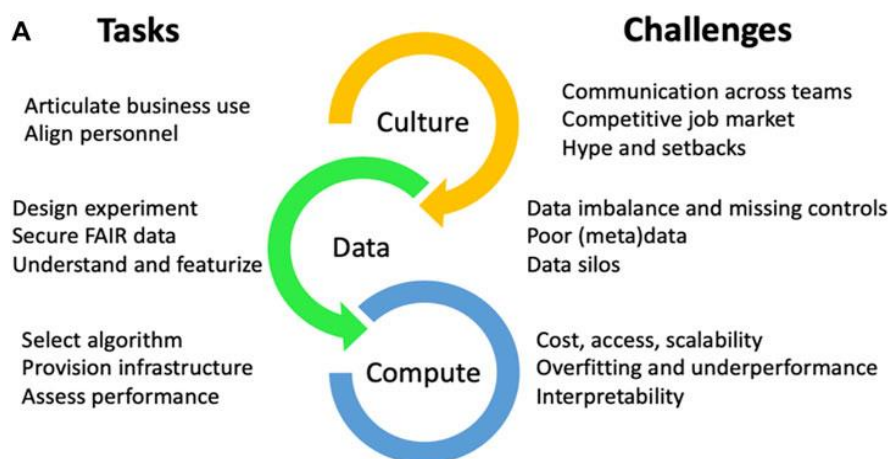 A
Tasks
Challenges
Culture
Articulate business use
Align personnel
Communication across teams
Competitive job market
Hype and setbacks
Data
Design experiment
Secure FAIR data
Understand and featurize
Data imbalance and missing controls
Poor (meta)data
Data silos
Compute
Select algorithm
Provision infrastructure
Assess performance
Cost, access, scalability
Overfitting and underperformance
Interpretability